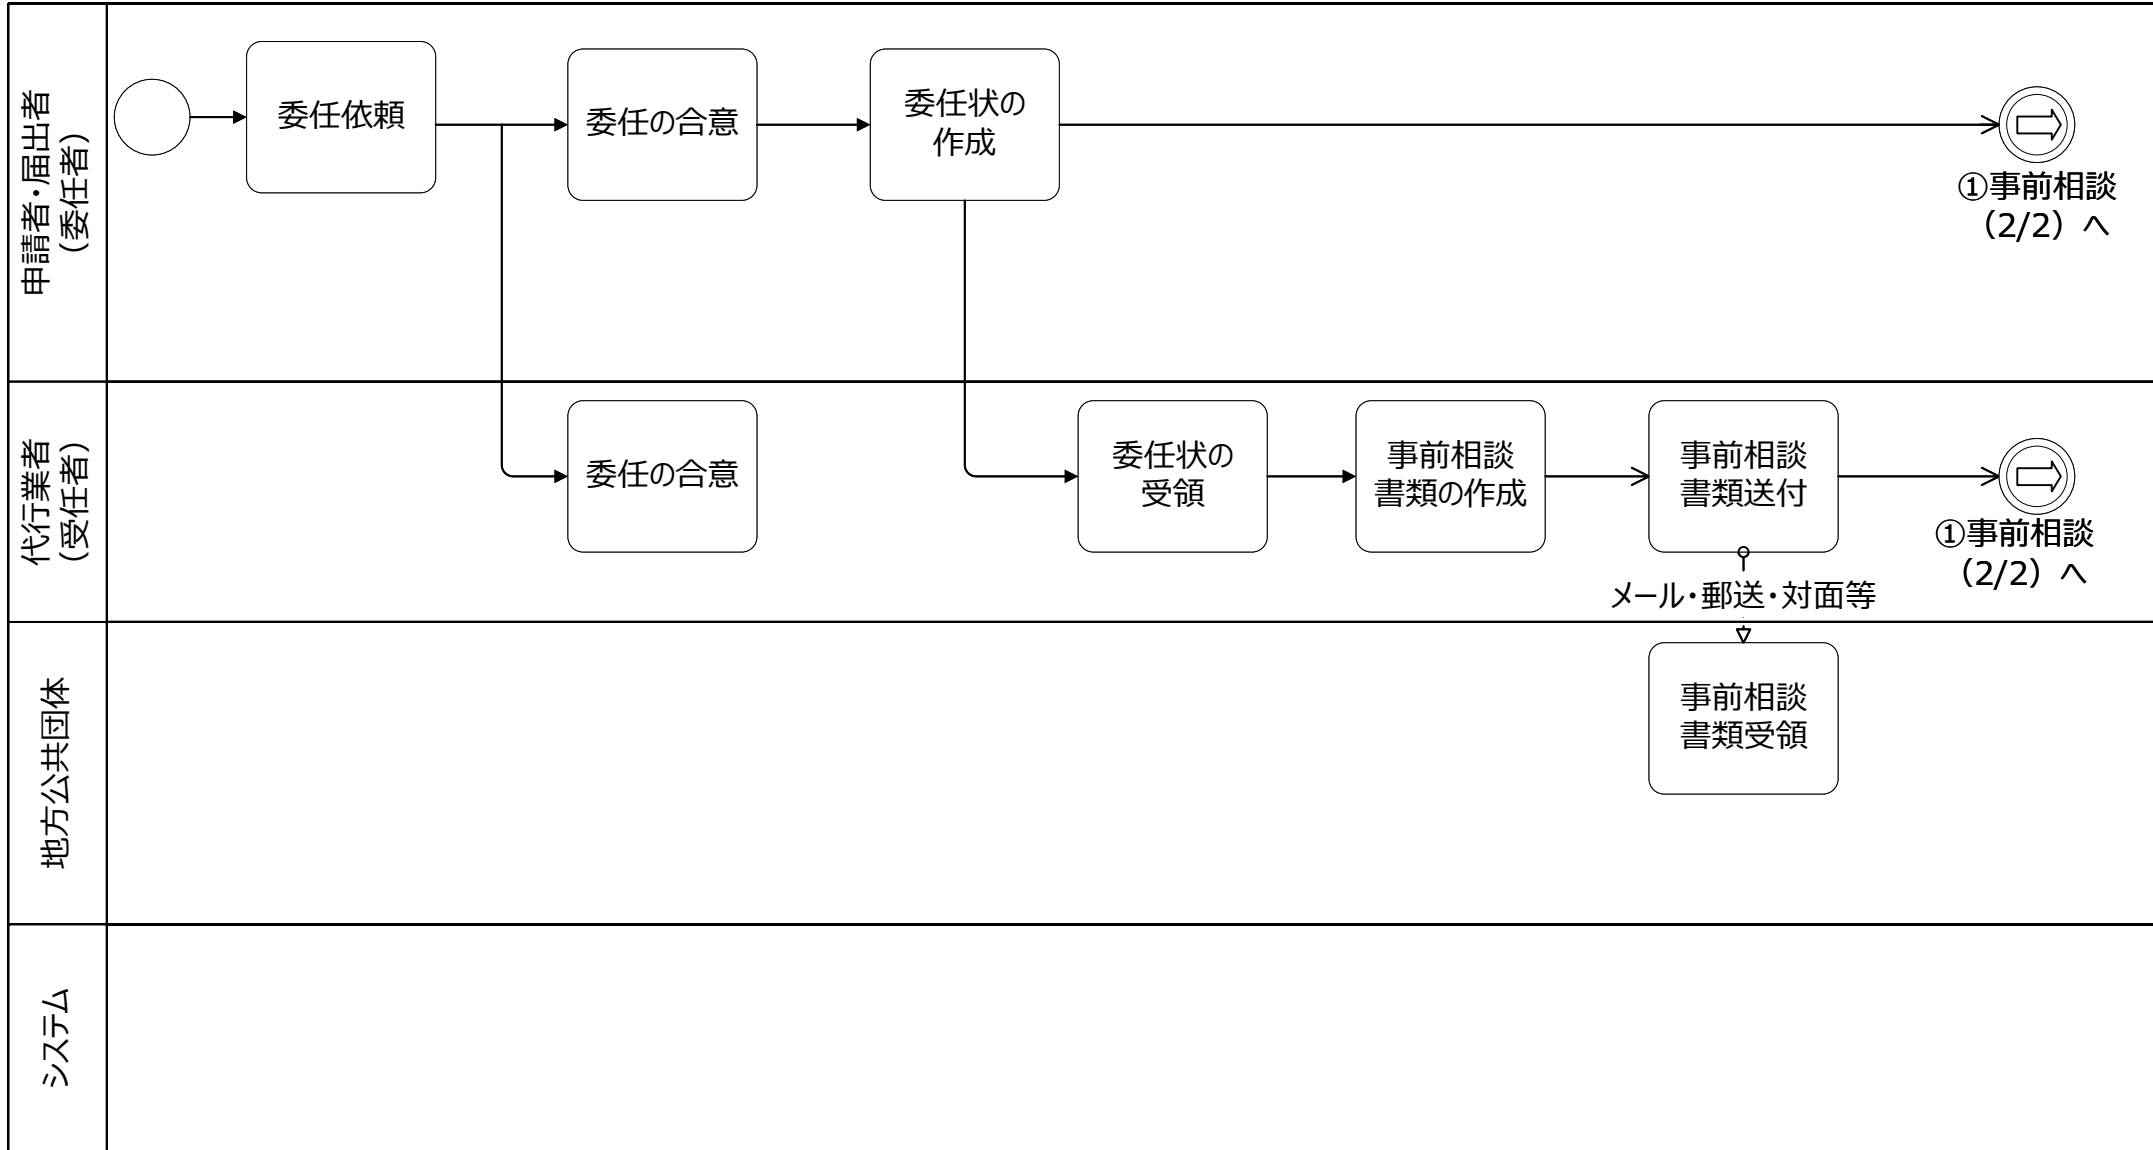 申請者・届出者
（委任者）
委任依頼
委任の合意
委任状の
作成
①事前相談
（2/2）へ
代行業者
（受任者）
委任の合意
委任状の
受領
事前相談
書類の作成
事前相談
書類送付
①事前相談
（2/2）へ
メール・郵送・対面等
地方公共団体
事前相談
書類受領
システム